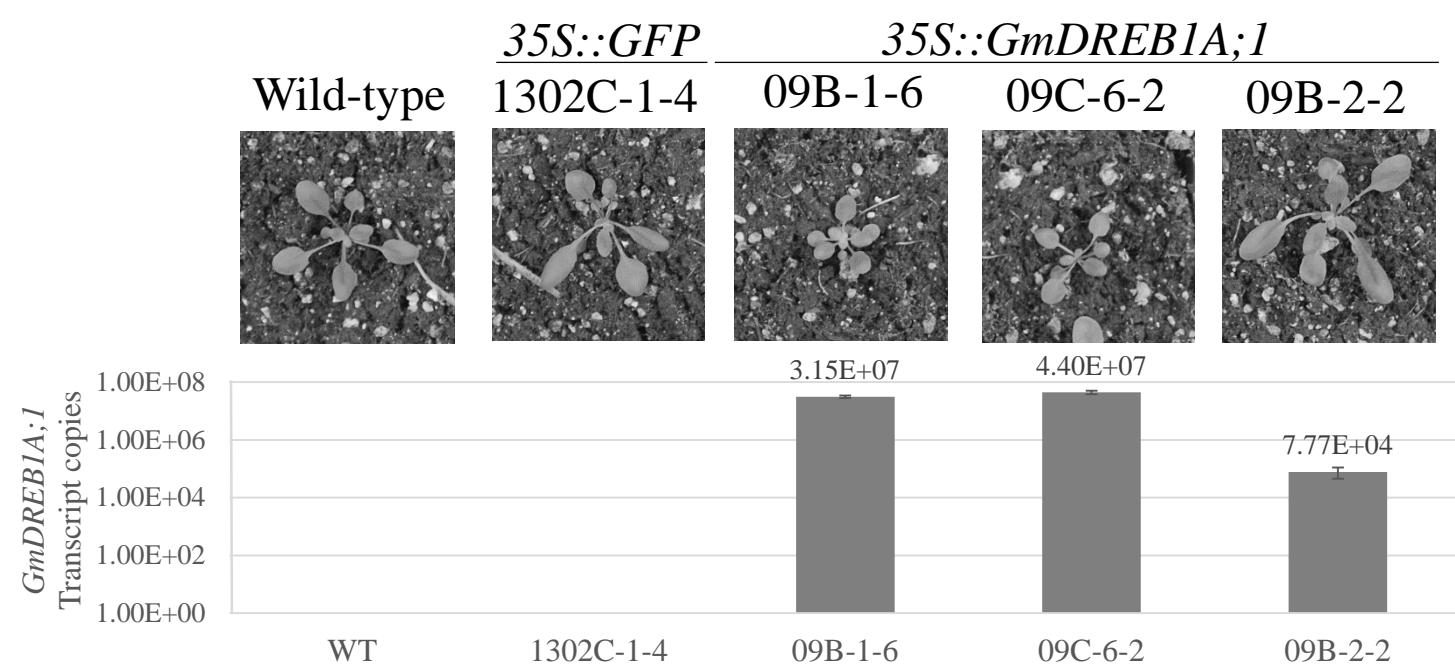 35S::GFP 35S::GmDREB1A;1
Wild-type 1302C-1-4 09B-1-6 09C-6-2 09B-2-2
3.15E+07 4.40E+07
7.77E+04
GmDREB1A;1
Transcript copies
1.00E+08
1.00E+06
1.00E+04
1.00E+02
1.00E+00
WT 1302C-1-4 09B-1-6 09C-6-2 09B-2-2